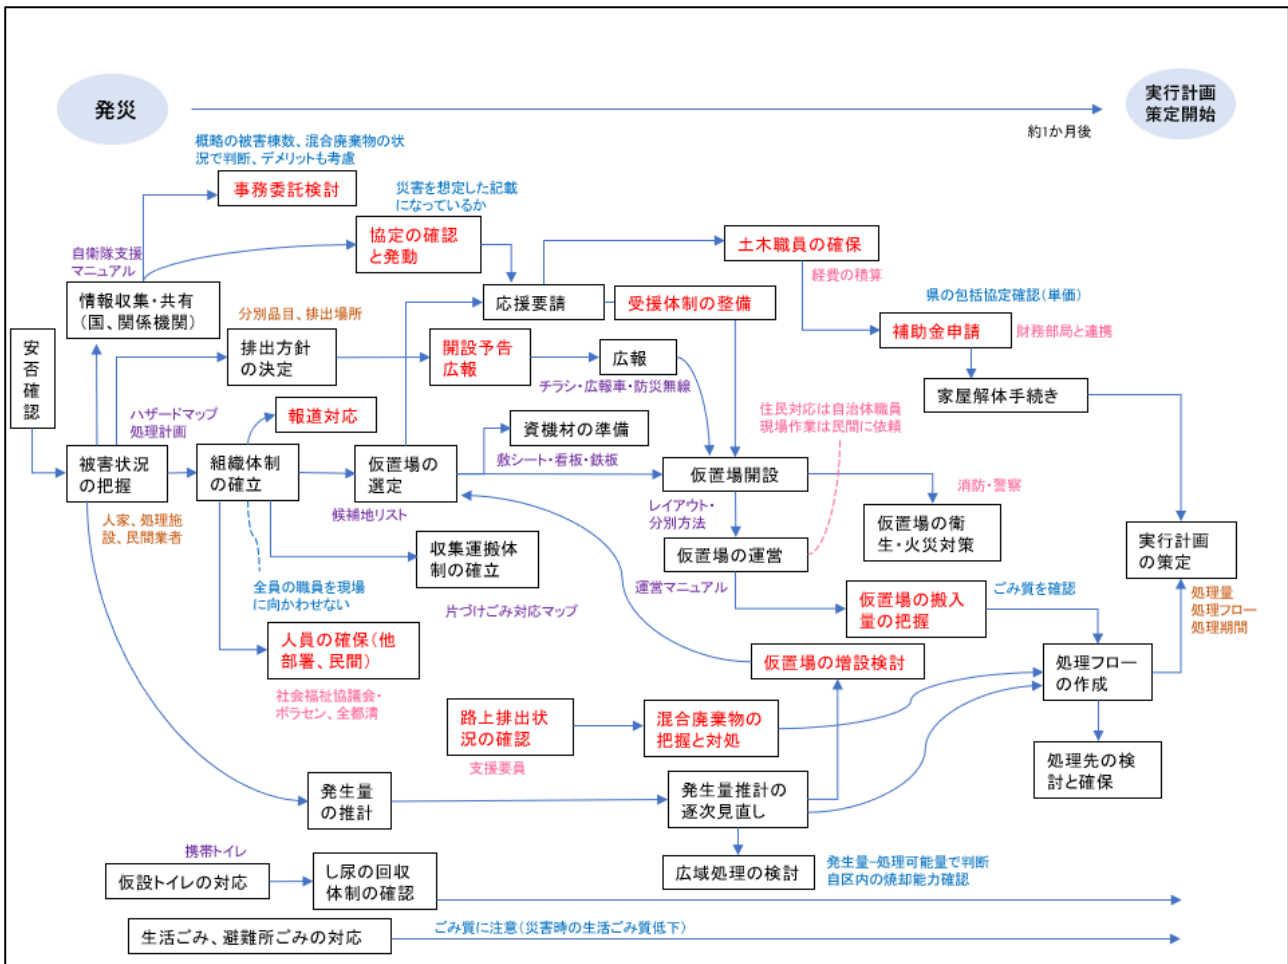 発災
実行計画
策定開始
約1か月後
概略の被害棟数、混合廃棄物の状
況で判断、デメリットも考慮
事務委託検討
災害を想定した記載
になっているか
協定の確認
と発動
土木職員の確保
経費の積算
自衛隊支援
マニュアル
情報収集・共有
(国、関係機関)
応援要請
受援体制の整備
県の包括協定確認(単価)
補助金申請
財務部局と連携
分別品目、排出場所
排出方針
の決定
開設予告
広報
広報
チラシ・広報車・防災無線
家屋解体手続き
安
否
確
認
ハザードマップ
処理計画
報道対応
資機材の準備
敷シート・看板・鉄板
住民対応は自治体職員
現場作業は民間に依頼
被害状況
の把握
組織体制
の確立
仮置場の
選定
候補地リスト
仮置場開設
レイアウト・
分別方法
消防・警察
仮置場の衛
生・火災対策
人家、処理施
設、民間業者
収集運搬体
制の確立
片づけごみ対応マップ
仮置場の運営
運営マニュアル
実行計画
の策定
全員の職員を現場
に向かわせない
仮置場の搬入
量の把握
ごみ質を確認
処理量
処理フロー
処理期間
人員の確保(他
部署、民間)
社会福祉協議会・
ボラセン、全都清
仮置場の増設検討
処理フロー
の作成
路上排出状
況の確認
支援要員
混合廃棄物の
把握と対処
処理先の検
討と確保
発生量
の推計
発生量推計の
逐次見直し
広域処理の検討
発生量−処理可能量で判断
自区内の焼却能力確認
携帯トイレ
仮設トイレの対応
し尿の回収
体制の確認
生活ごみ、避難所ごみの対応
ごみ質に注意(災害時の生活ごみ質低下)